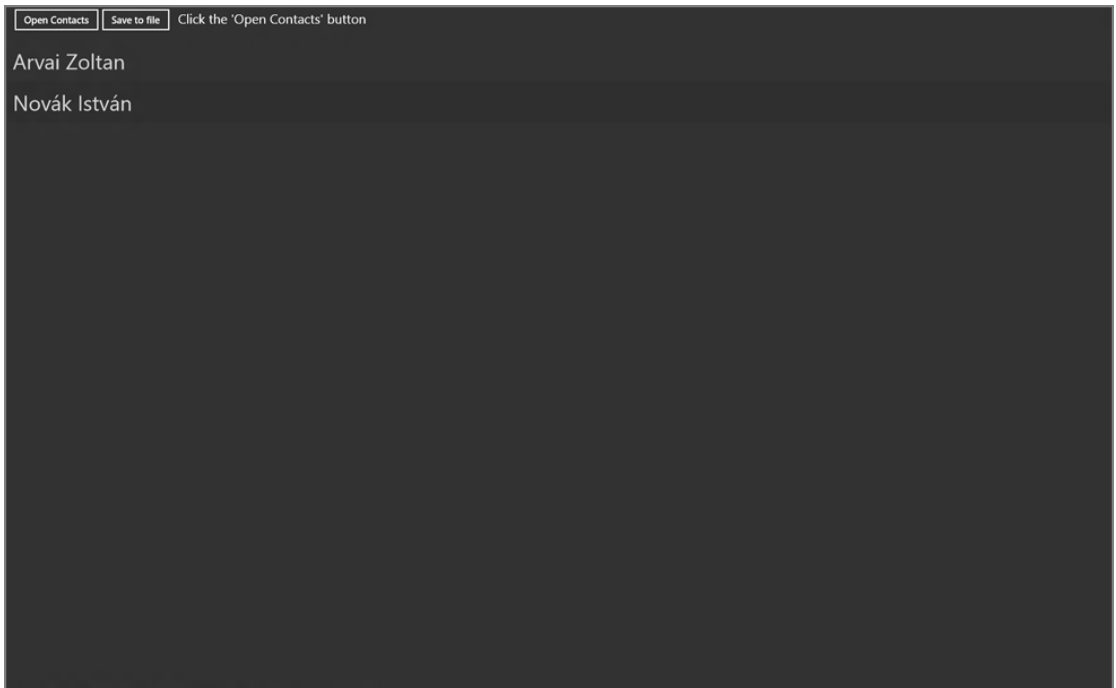 Open Contacts Save to file Click the 'Open Contacts' button
Arvai Zoltan
Novák István